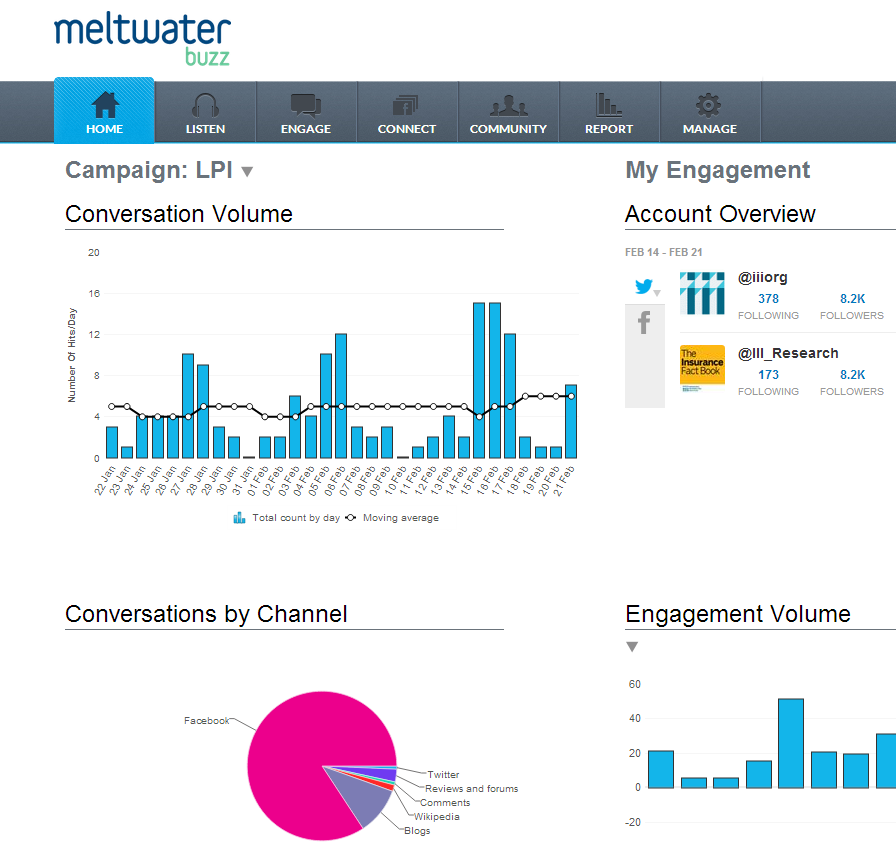 meltwater
buzz
HOME
LISTEN
ENGAGE
CONNECT
COMMUNITY
REPORT
MANAGE
Campaign: LPI
My Engagement
Conversation Volume
Account Overview
FEB 14 - FEB 21
@iiiorg
378
8.2K
FOLLOWING
FOLLOWERS
The
Insurance
Fact Book
@III_Research
173
8.2K
FOLLOWING
FOLLOWERS
Number Of Hits/Day
20
16
12
8
4
0
22 Jan
23 Jan
24 Jan
25 Jan
26 Jan
27 Jan
28 Jan
29 Jan
30 Jan
31 Jan
01 Feb
02 Feb
03 Feb
04 Feb
05 Feb
06 Feb
07 Feb
08 Feb
09 Feb
10 Feb
11 Feb
12 Feb
13 Feb
14 Feb
15 Feb
16 Feb
17 Feb
18 Feb
19 Feb
20 Feb
21 Feb
Total count by day
Moving average
Conversations by Channel
Engagement Volume
Facebook
Twitter
Reviews and forums
Comments
Wikipedia
Blogs
60
40
20
0
-20